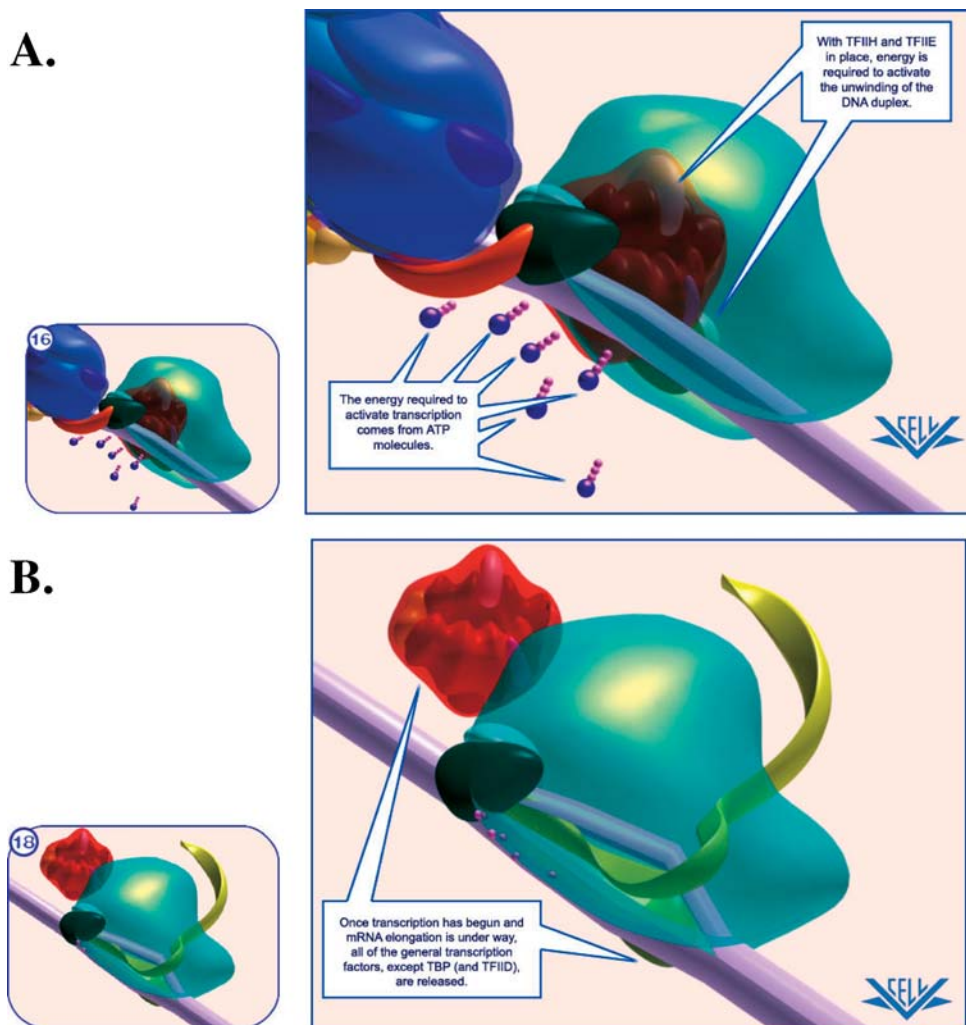 A.
With TFIIH and TFIIE
in place, energy is
required to activate
the unwinding of the
DNA duplex.
16
The energy required to
activate transcription
comes from ATP
molecules.
CELL
B.
18
Once transcription has begun and
mRNA elongation is under way,
all of the general transcription
factors, except TBP (and TFIID),
are released.
CELL